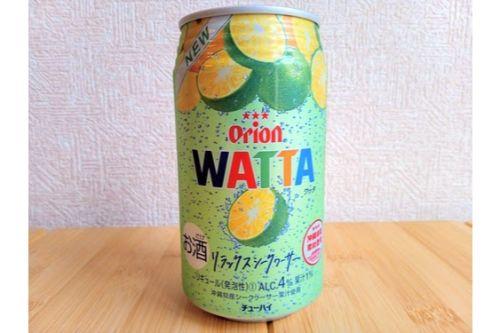 NEW
Orion
WATTA
ワッタ
お酒
リラックスシークヮーサー
リキュール(発泡性)① ALC.4% 果汁1%
沖縄県産シークヮーサー果汁使用
チューハイ